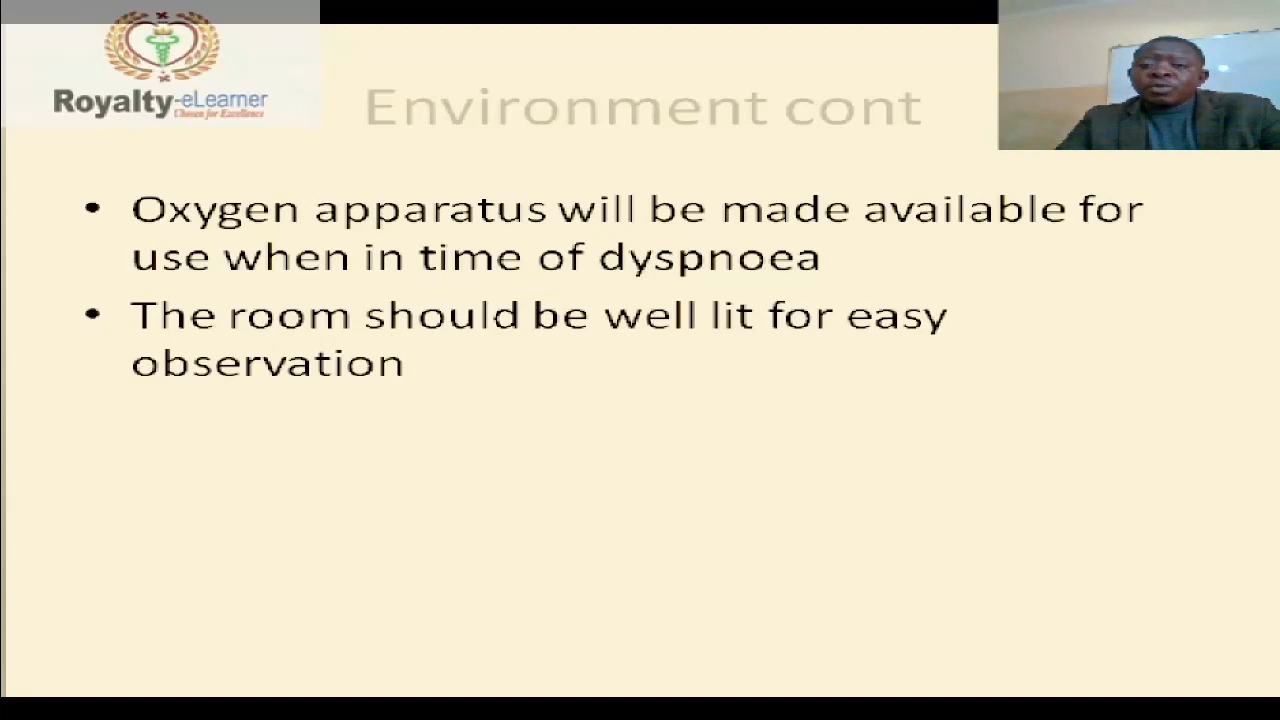 Royalty-eLearner
Chosen for Excellence
Environment cont
• Oxygen apparatus will be made available for
use when in time of dyspnoea
• The room should be well lit for easy
observation